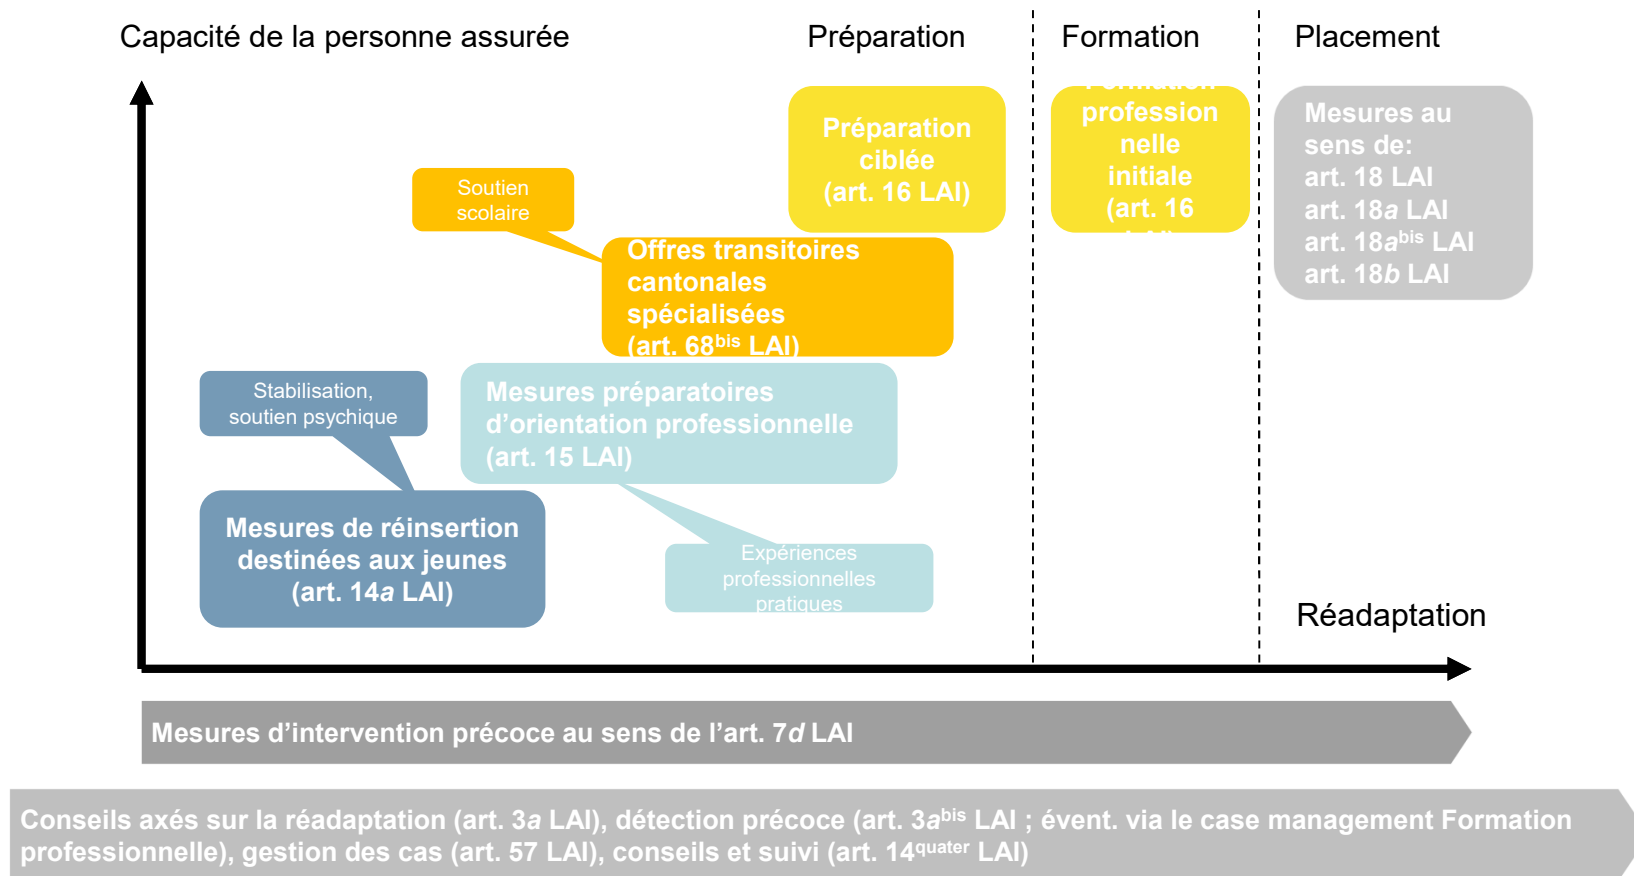 Capacité de la personne assurée
Préparation
Formation
Placement
Préparation
ciblée
(art. 16 LAI)
Formation
profession
nelle
initiale
(art. 16
Mesures au
sens de:
art. 18 LAI
art. 18a LAI
art. 18abis LAI
art. 18b LAI
Soutien
scolaire
Offres transitoires
cantonales
spécialisées
(art. 68bis LAI)
Stabilisation,
soutien psychique
Mesures préparatoires
d’orientation professionnelle
(art. 15 LAI)
Mesures de réinsertion
destinées aux jeunes
(art. 14a LAI)
Expériences
professionnelles
pratiques
Réadaptation
Mesures d’intervention précoce au sens de l’art. 7d LAI
Conseils axés sur la réadaptation (art. 3a LAI), détection précoce (art. 3abis LAI ; évent. via le case management Formation
professionnelle), gestion des cas (art. 57 LAI), conseils et suivi (art. 14quater LAI)